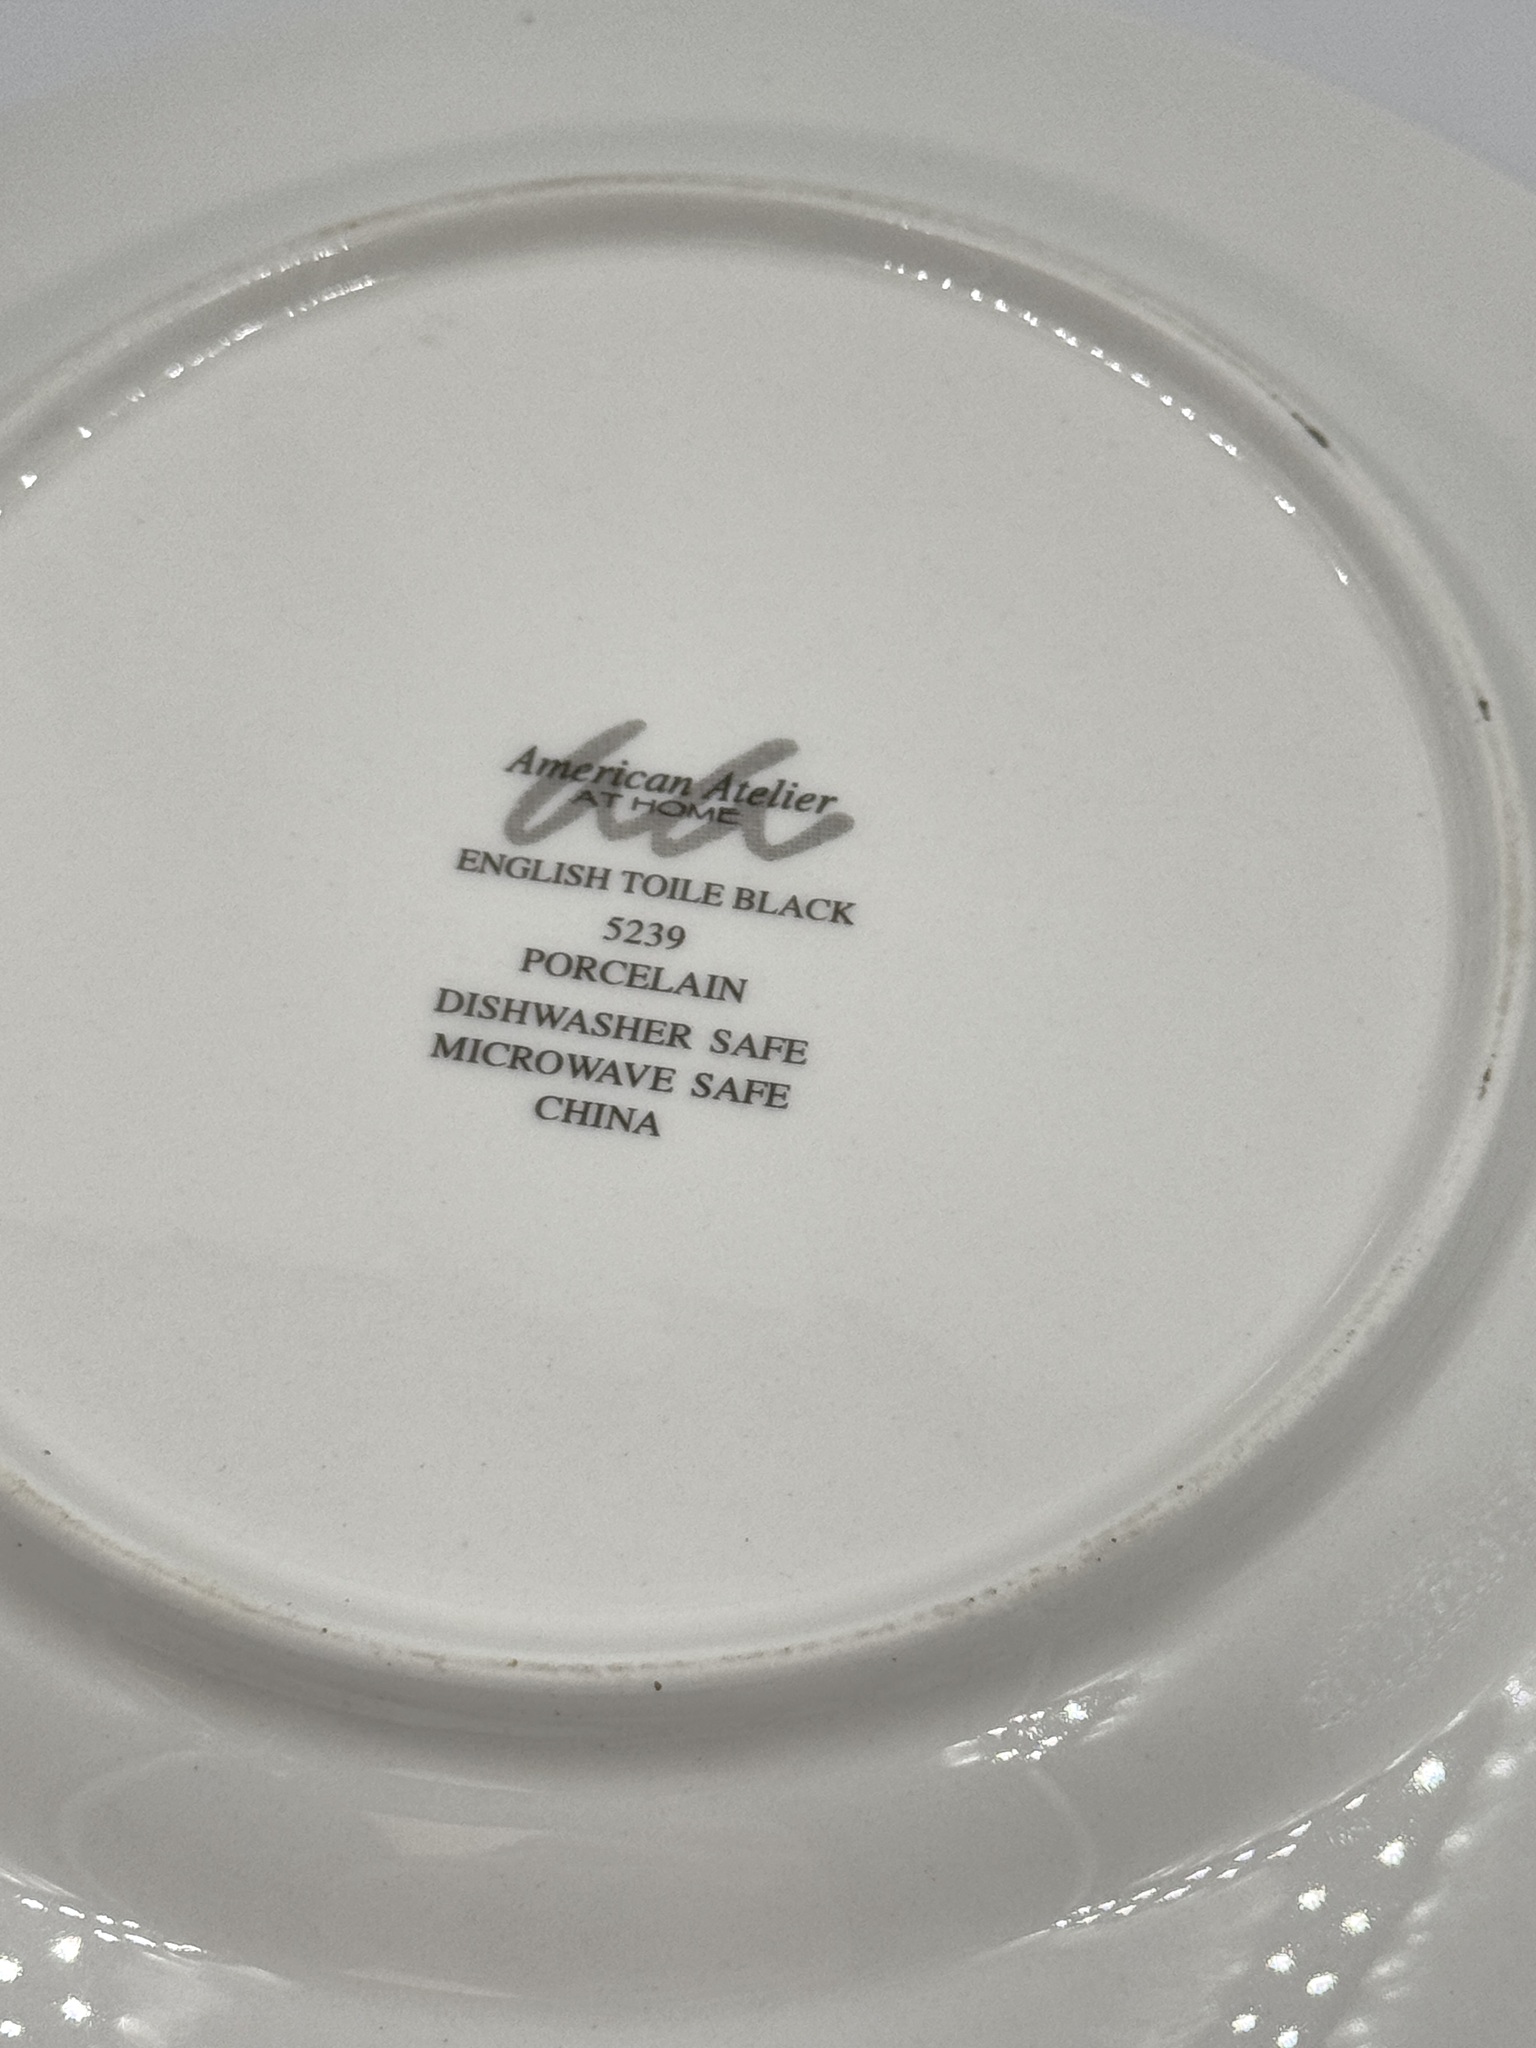 American Atelier
AT HOME
ENGLISH TOILE BLACK
5239
PORCELAIN
DISHWASHER SAFE
MICROWAVE SAFE
CHINA